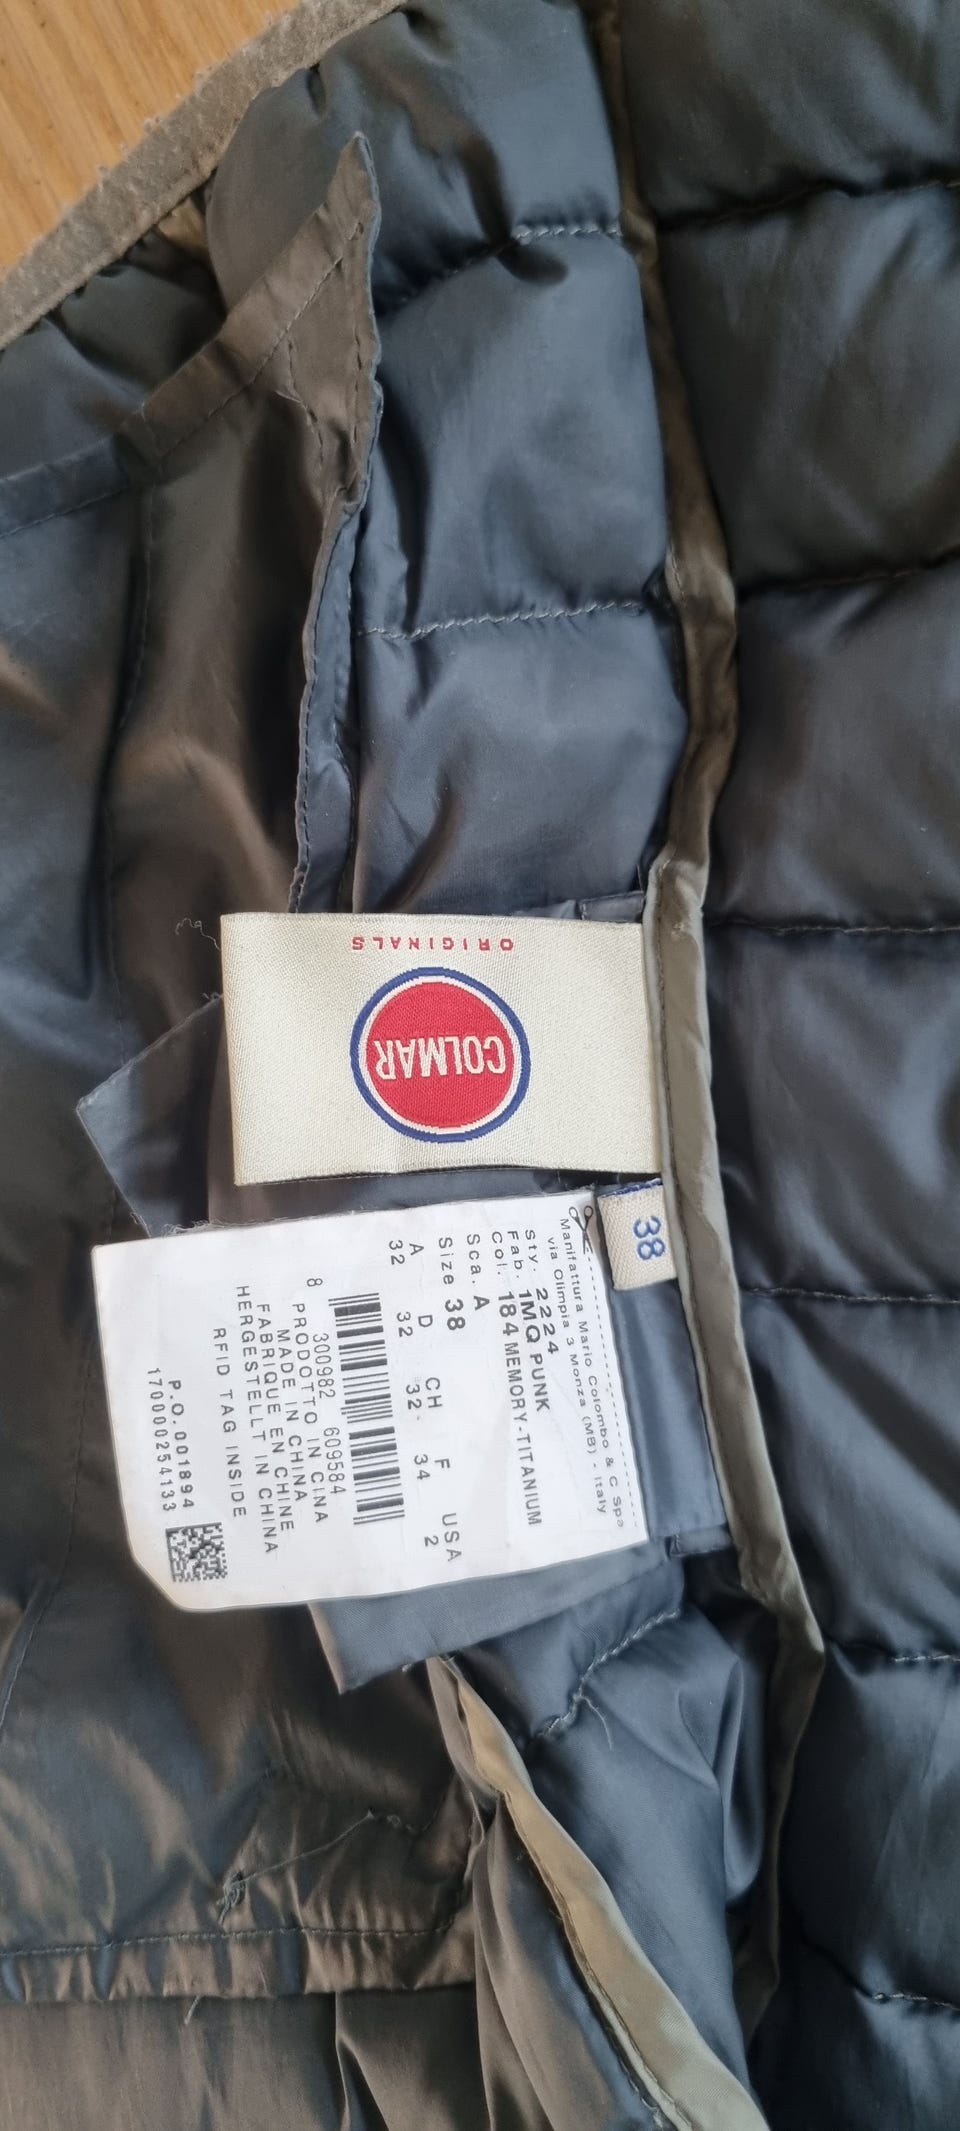 ORIGINALS
COLMAR
38
Manifattura Mario Colombo & C Spa
via Olimpia 3 Monza (MB) - Italy
Sty. 2224
Fab. 1MQ PUNK
Col. 184 MEMORY-TITANIUM
Sca. A
Size 38
A D CH F USA
32 32 32 34 2
8 300982 609584
PRODOTTO IN CINA
MADE IN CHINA
FABRIQUE EN CHINE
HERGESTELLT IN CHINA
RFID TAG INSIDE
P.O.001894
17000254133